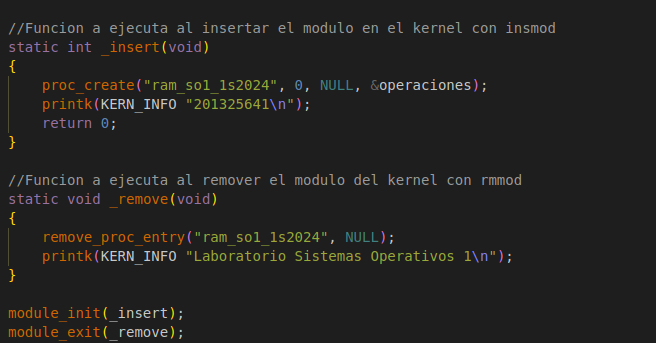 //Funcion a ejecuta al insertar el modulo en el kernel con insmod
static int _insert(void)
{
    proc_create("ram_so1_1s2024", 0, NULL, &operaciones);
    printk(KERN_INFO "201325641\n");
    return 0;
}

//Funcion a ejecuta al remover el modulo del kernel con rmmod
static void _remove(void)
{
    remove_proc_entry("ram_so1_1s2024", NULL);
    printk(KERN_INFO "Laboratorio Sistemas Operativos 1\n");
}

module_init(_insert);
module_exit(_remove);